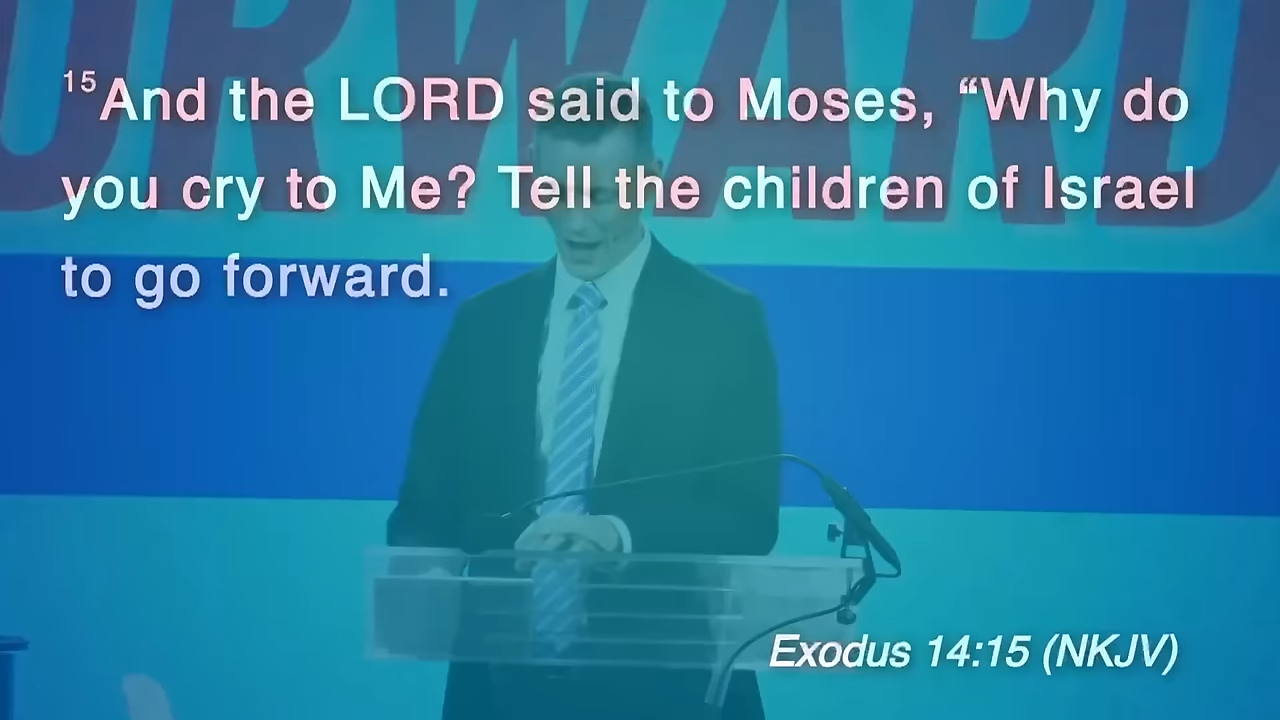 ORWARD
15And the LORD said to Moses, “Why do
you cry to Me? Tell the children of Israel
to go forward.
Exodus 14:15 (NKJV)